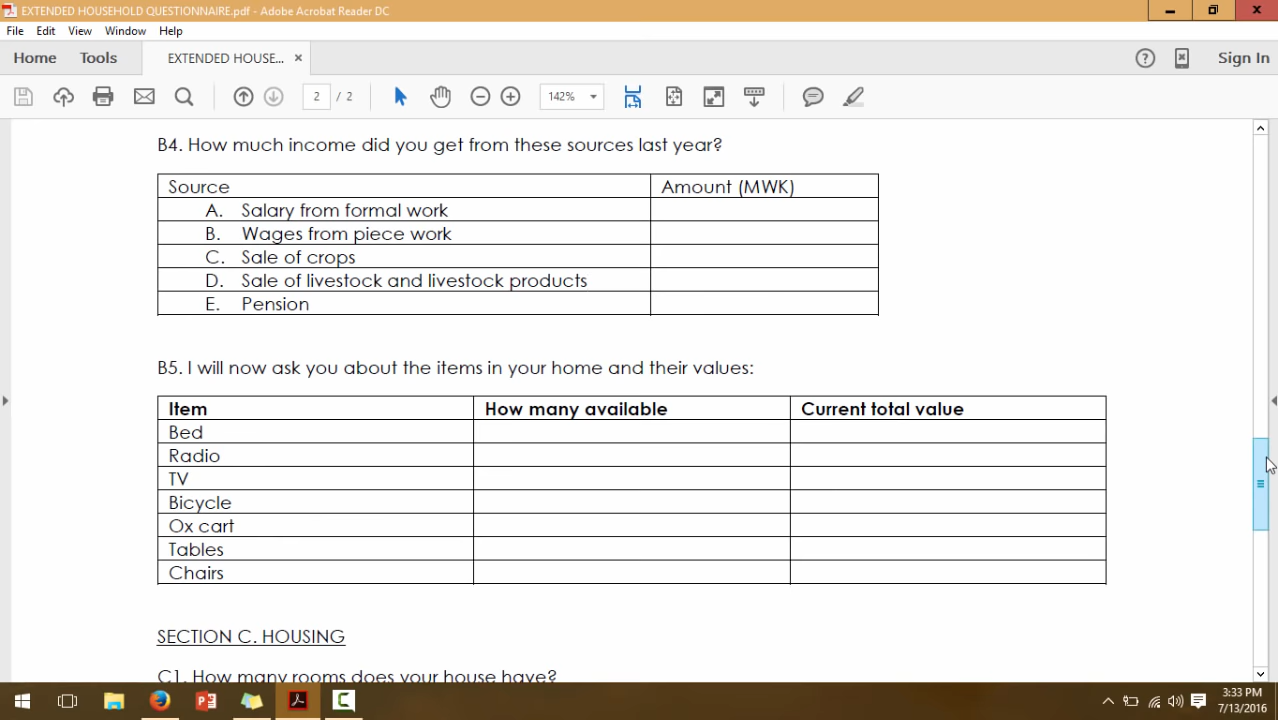 EXTENDED HOUSEHOLD QUESTIONNAIRE.pdf - Adobe Acrobat Reader DC
File Edit View Window Help
Home Tools EXTENDED HOUSE... × Sign In
2 / 2 142%
B4. How much income did you get from these sources last year?
Source Amount (MWK)
A. Salary from formal work
B. Wages from piece work
C. Sale of crops
D. Sale of livestock and livestock products
E. Pension
B5. I will now ask you about the items in your home and their values:
Item How many available Current total value
Bed
Radio
TV
Bicycle
Ox cart
Tables
Chairs
SECTION C. HOUSING
C1. How many rooms does your house have?
3:33 PM
7/13/2016